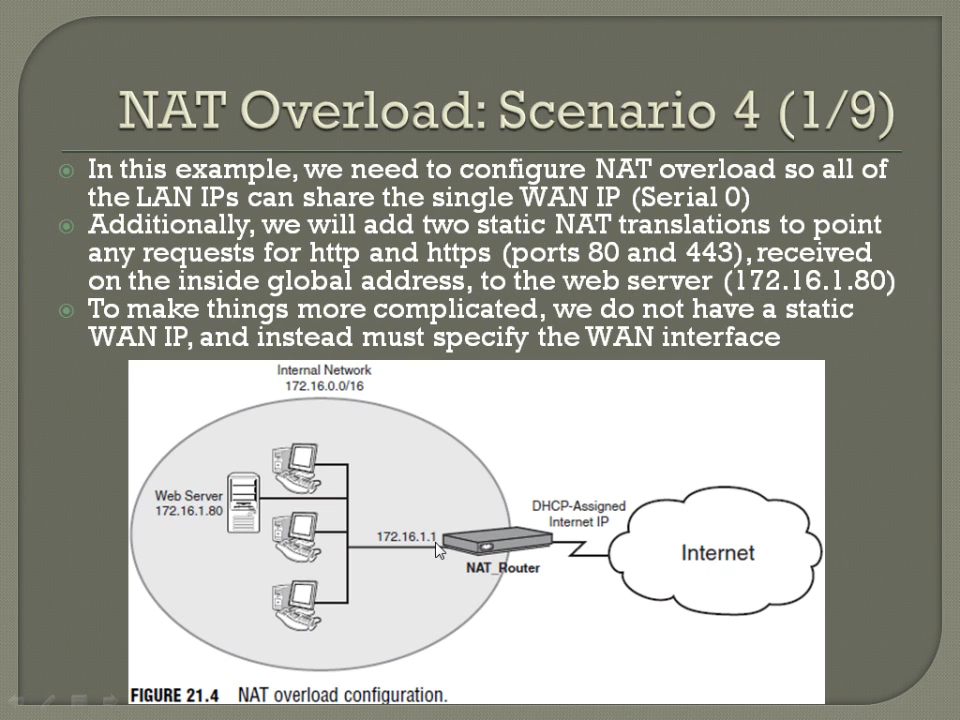 NAT Overload: Scenario 4 (1/9)
In this example, we need to configure NAT overload so all of
the LAN IPs can share the single WAN IP (Serial 0)
Additionally, we will add two static NAT translations to point
any requests for http and https (ports 80 and 443), received
on the inside global address, to the web server (172.16.1.80)
To make things more complicated, we do not have a static
WAN IP, and instead must specify the WAN interface
Internal Network
172.16.0.0/16
Web Server
172.16.1.80
172.16.1.1
NAT_Router
DHCP-Assigned
Internet IP
Internet
FIGURE 21.4 NAT overload configuration.